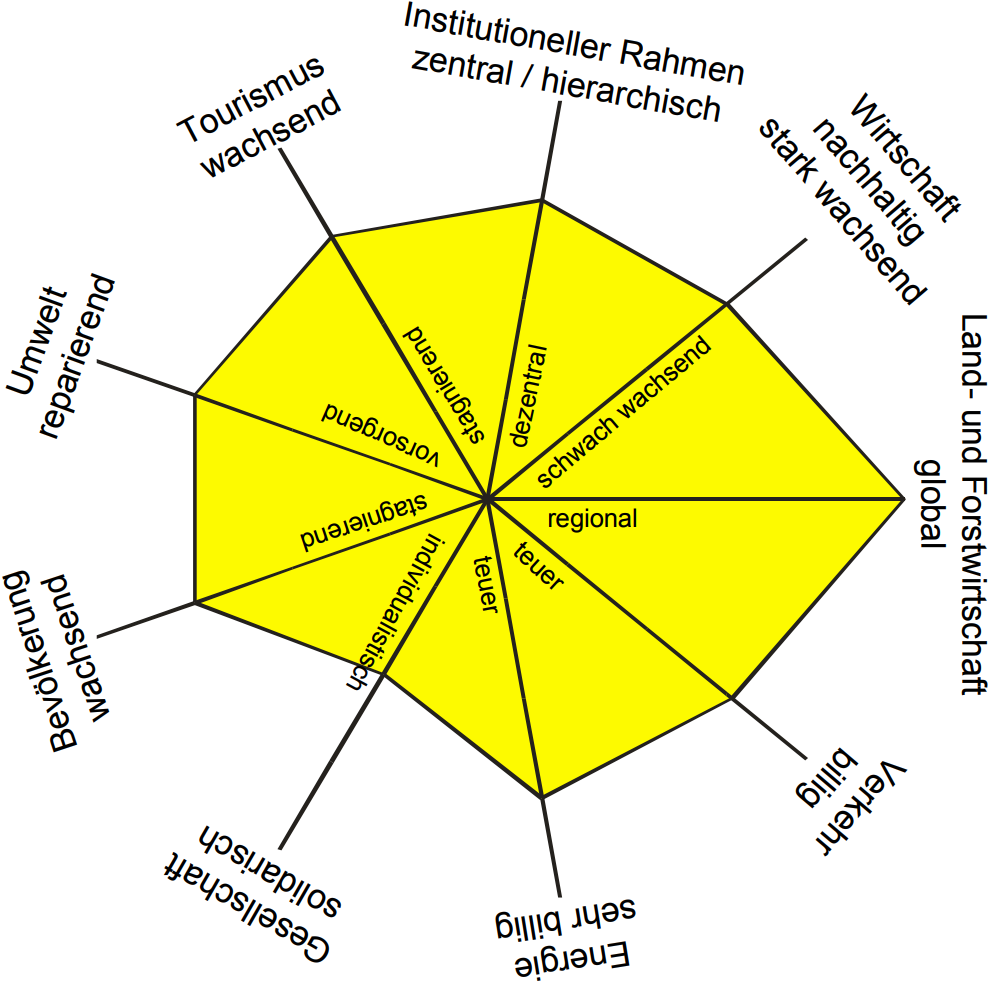 Institutioneller Rahmen
zentral / hierarchisch
dezentral
Wirtschaft
nachhaltig
stark wachsend
schwach wachsend
Land- und Forstwirtschaft
global
regional
Verkehr
billig
teuer
Energie
sehr billig
teuer
Gesellschaft
solidarisch
individualistisch
Bevölkerung
wachsend
stagnierend
Umwelt
reparierend
vorsorgend
Tourismus
wachsend
stagnierend